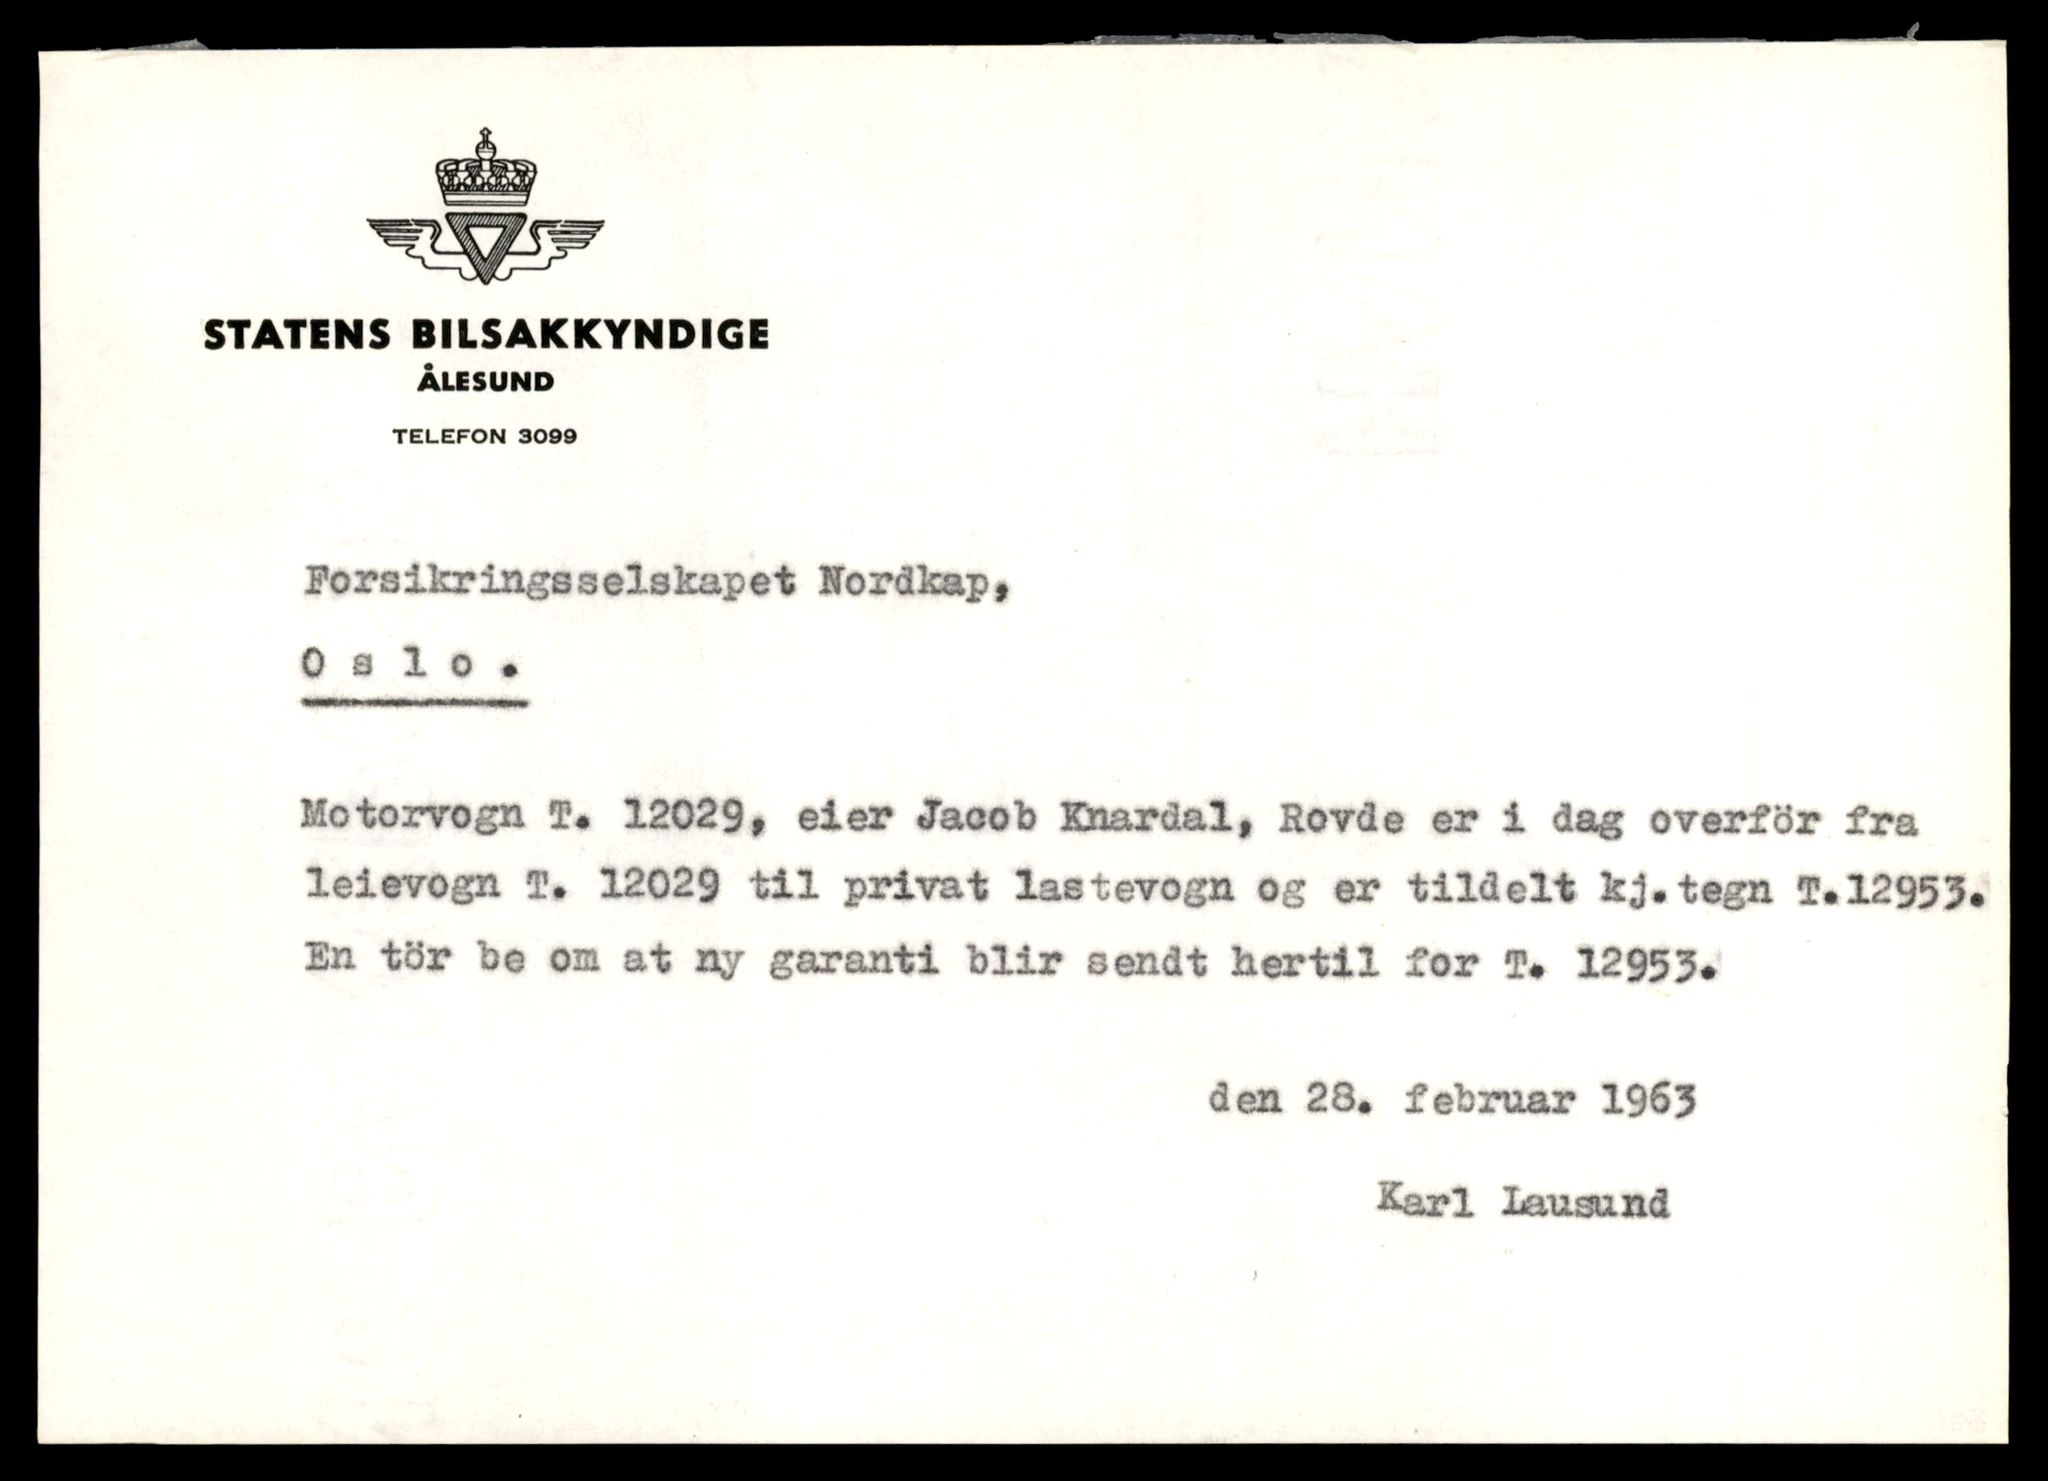 STATENS BILSAKKYNDIGE
ÅLESUND
TELEFON 3099
Forsikringsselskapet Nordkap,
O s l o .
Motorvogn T. 12029, eier Jacob Knardal, Rovde er i dag overför fra
leievogn T. 12029 til privat lastevogn og er tildelt kj.tegn T.12953.
En tör be om at ny garanti blir sendt hertil for T. 12953.
den 28. februar 1963
Karl Lausund